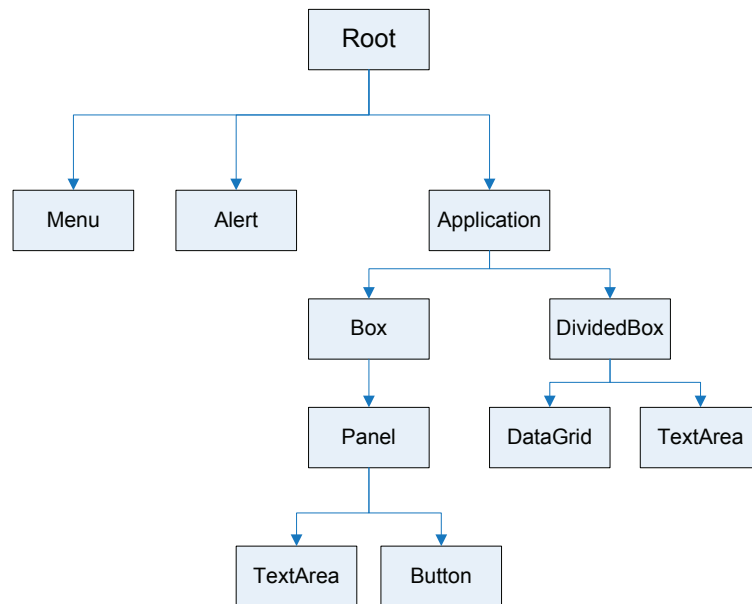 Root
Menu
Alert
Application
Box
DividedBox
Panel
DataGrid
TextArea
TextArea
Button